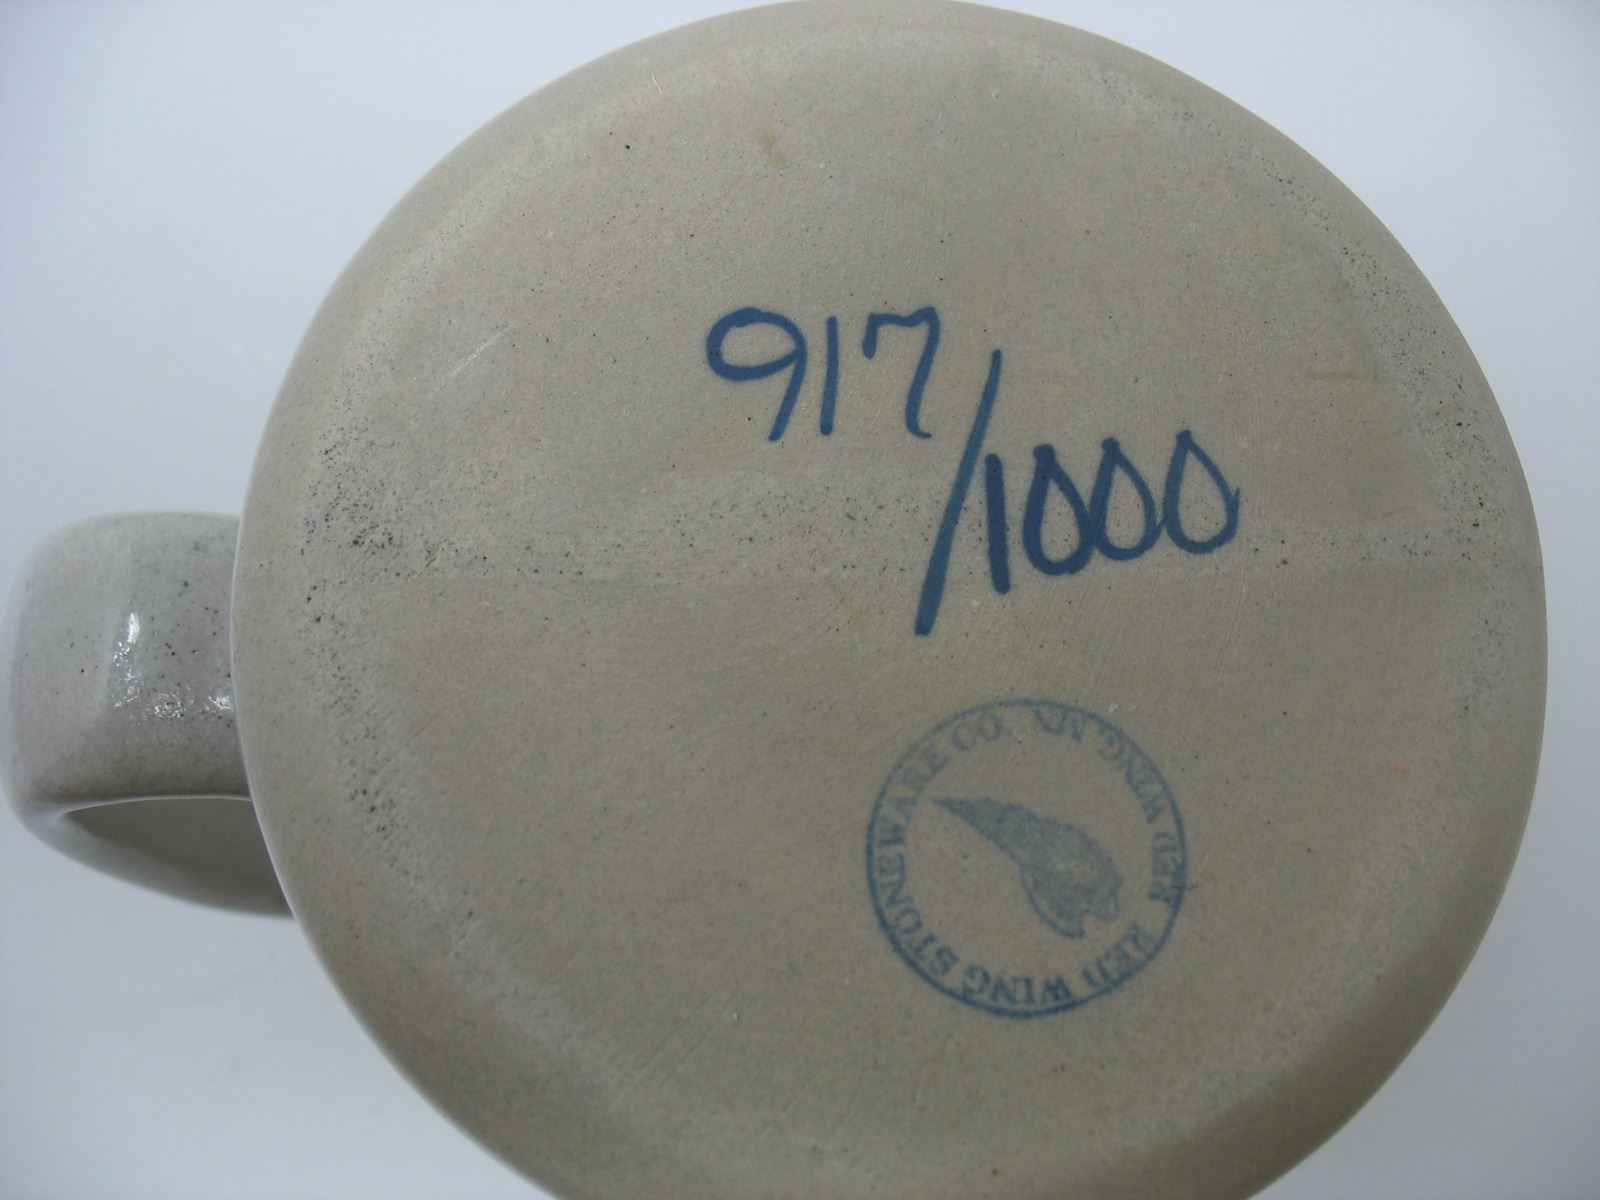 917/1000
RED WING STONEWARE CO. RED WING, MN